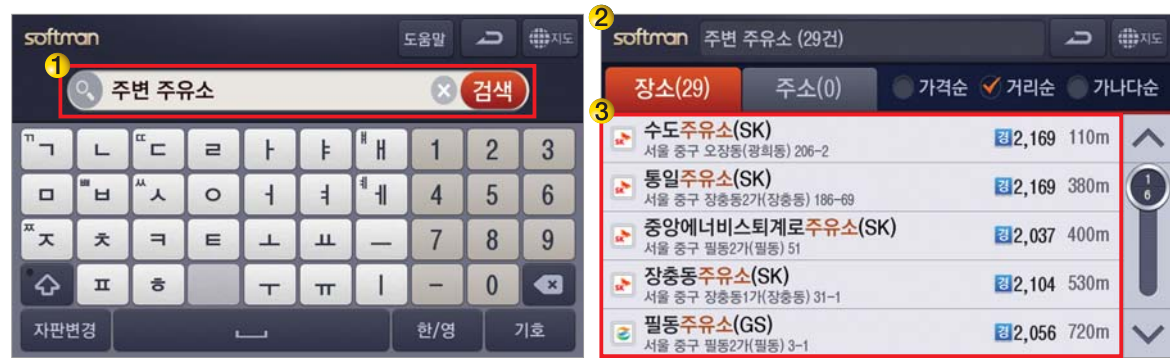 softman 도움말 지도
1
주변 주유소 검색
ㄲ ㄱ ㄴ ㄸ ㄷ ㄹ ㅏ ㅑ ㅒ ㅐ 1 2 3
ㅁ ㅃ ㅂ ㅆ ㅅ ㅇ ㅓ ㅕ ㅖ ㅔ 4 5 6
ㅉ ㅈ ㅊ ㅋ ㅌ ㅗ ㅛ ㅡ 7 8 9
ㅍ ㅎ ㅜ ㅠ ㅣ - 0
자판변경 한/영 기호
2
softman 주변 주유소 (29건) 지도
장소(29) 주소(0) 가격순 거리순 가나다순
3
수도주유소(SK) 경 2,169 110m
서울 중구 오장동(광희동) 206-2
통일주유소(SK) 경 2,169 380m
서울 중구 장충동2가(장충동) 186-69
중앙에너비스퇴계로주유소(SK) 경 2,037 400m
서울 중구 필동2가(필동) 51
장충동주유소(SK) 경 2,104 530m
서울 중구 장충동1가(장충동) 31-1
필동주유소(GS) 경 2,056 720m
서울 중구 필동2가(필동) 3-1
1
6